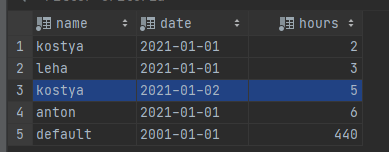 name date hours
1 kostya 2021-01-01 2
2 leha 2021-01-01 3
3 kostya 2021-01-02 5
4 anton 2021-01-01 6
5 default 2001-01-01 440